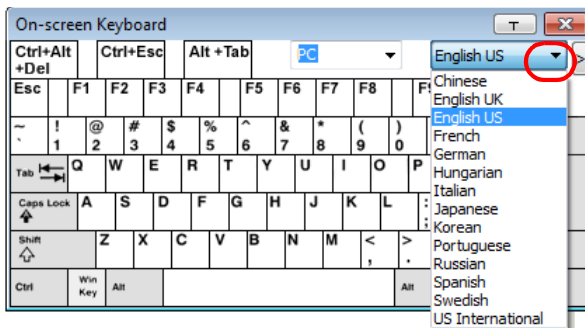 On-screen Keyboard T
Ctrl+Alt +Del Ctrl+Esc Alt +Tab PC English US >
Esc F1 F2 F3 F4 F5 F6 F7 F8
~ ` ! 1 @ 2 # 3 $ 4 % 5 ^ 6 & 7 * 8 ( 9 ) 0
Tab Q W E R T Y U I O P
Caps Lock A S D F G H J K L : ;
Shift Z X C V B N M < , > .
Ctrl Win Key Alt Alt
Chinese
English UK
English US
French
German
Hungarian
Italian
Japanese
Korean
Portuguese
Russian
Spanish
Swedish
US International